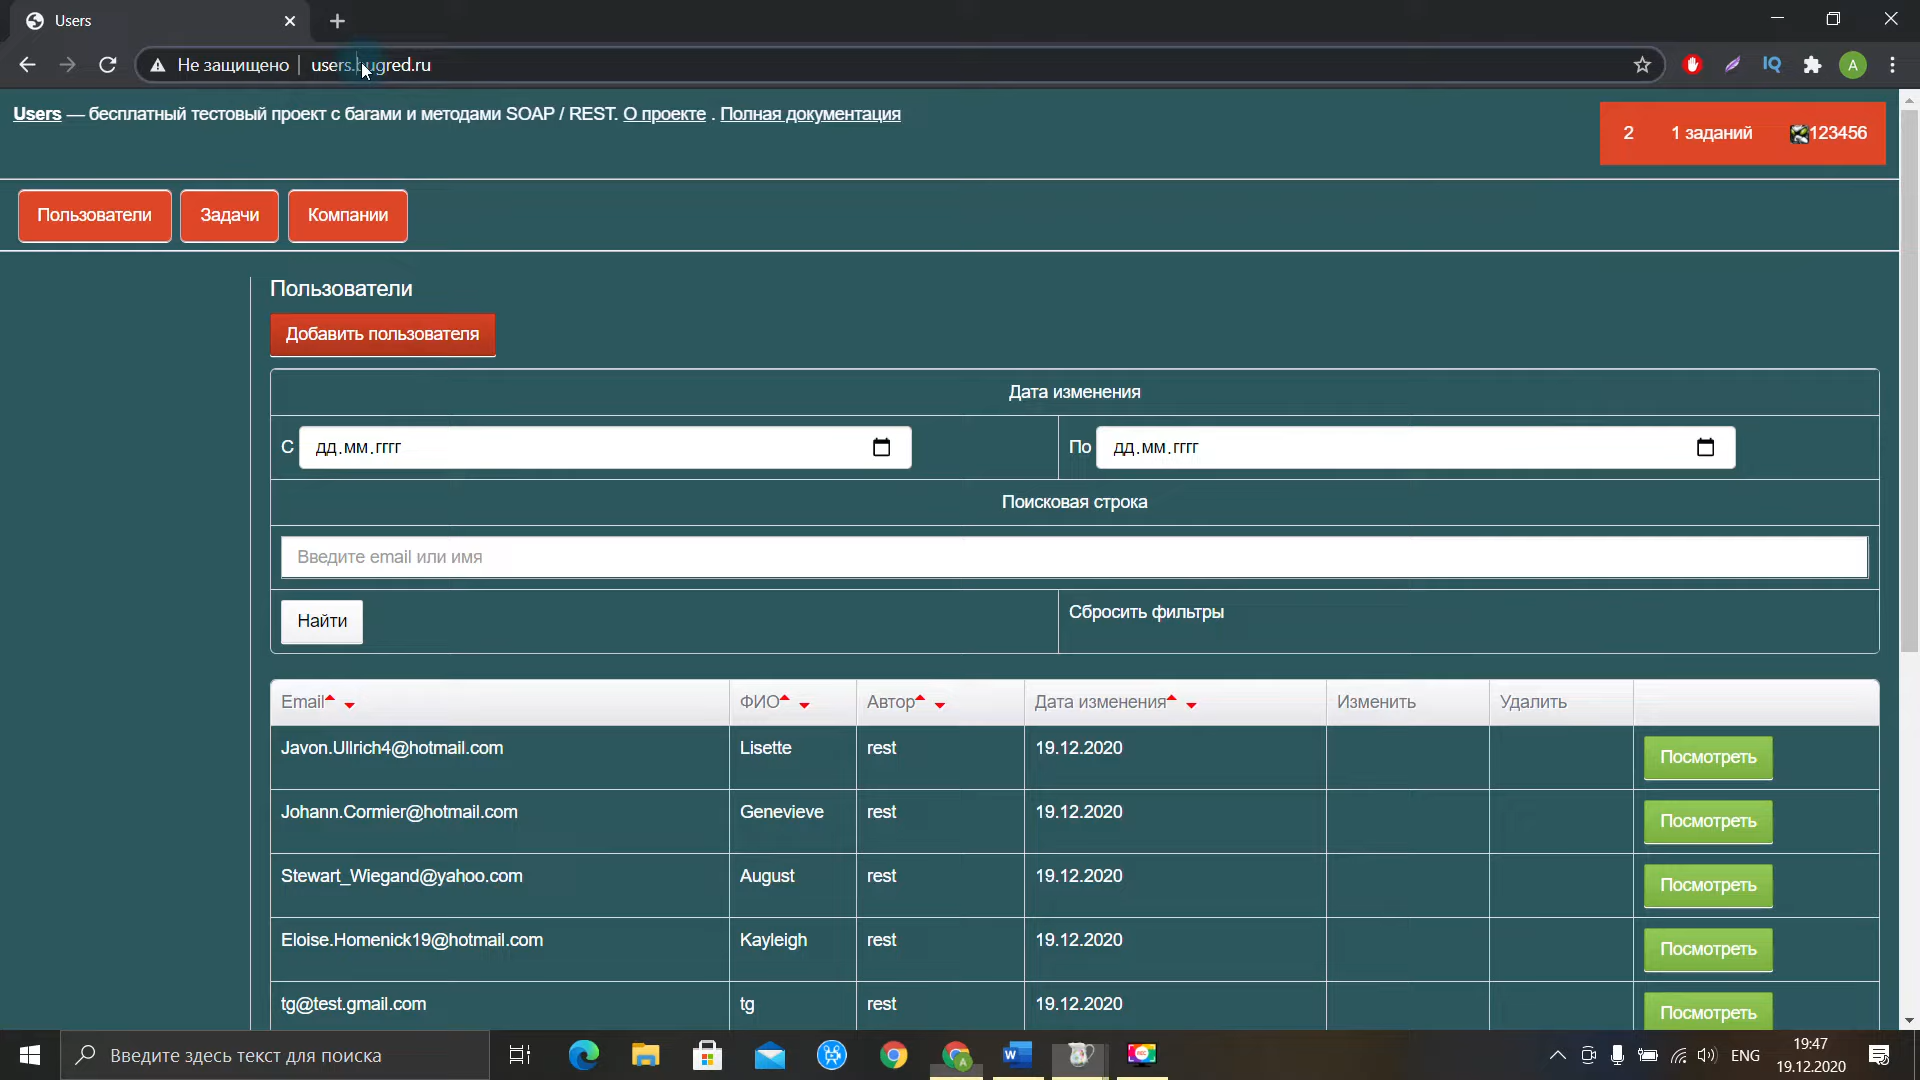 Users
Не защищено
users.bugred.ru
A
Users — бесплатный тестовый проект с багами и методами SOAP / REST. О проекте . Полная документация
2 1 заданий 123456
Пользователи Задачи Компании
Пользователи
Добавить пользователя
Дата изменения
С дд.мм.гггг По дд.мм.гггг
Поисковая строка
Введите email или имя
Найти Сбросить фильтры
Email ФИО Автор Дата изменения Изменить Удалить
Javon.Ullrich4@hotmail.com Lisette rest 19.12.2020 Посмотреть
Johann.Cormier@hotmail.com Genevieve rest 19.12.2020 Посмотреть
Stewart_Wiegand@yahoo.com August rest 19.12.2020 Посмотреть
Eloise.Homenick19@hotmail.com Kayleigh rest 19.12.2020 Посмотреть
tg@test.gmail.com tg rest 19.12.2020 Посмотреть
Введите здесь текст для поиска
ENG
19:47
19.12.2020